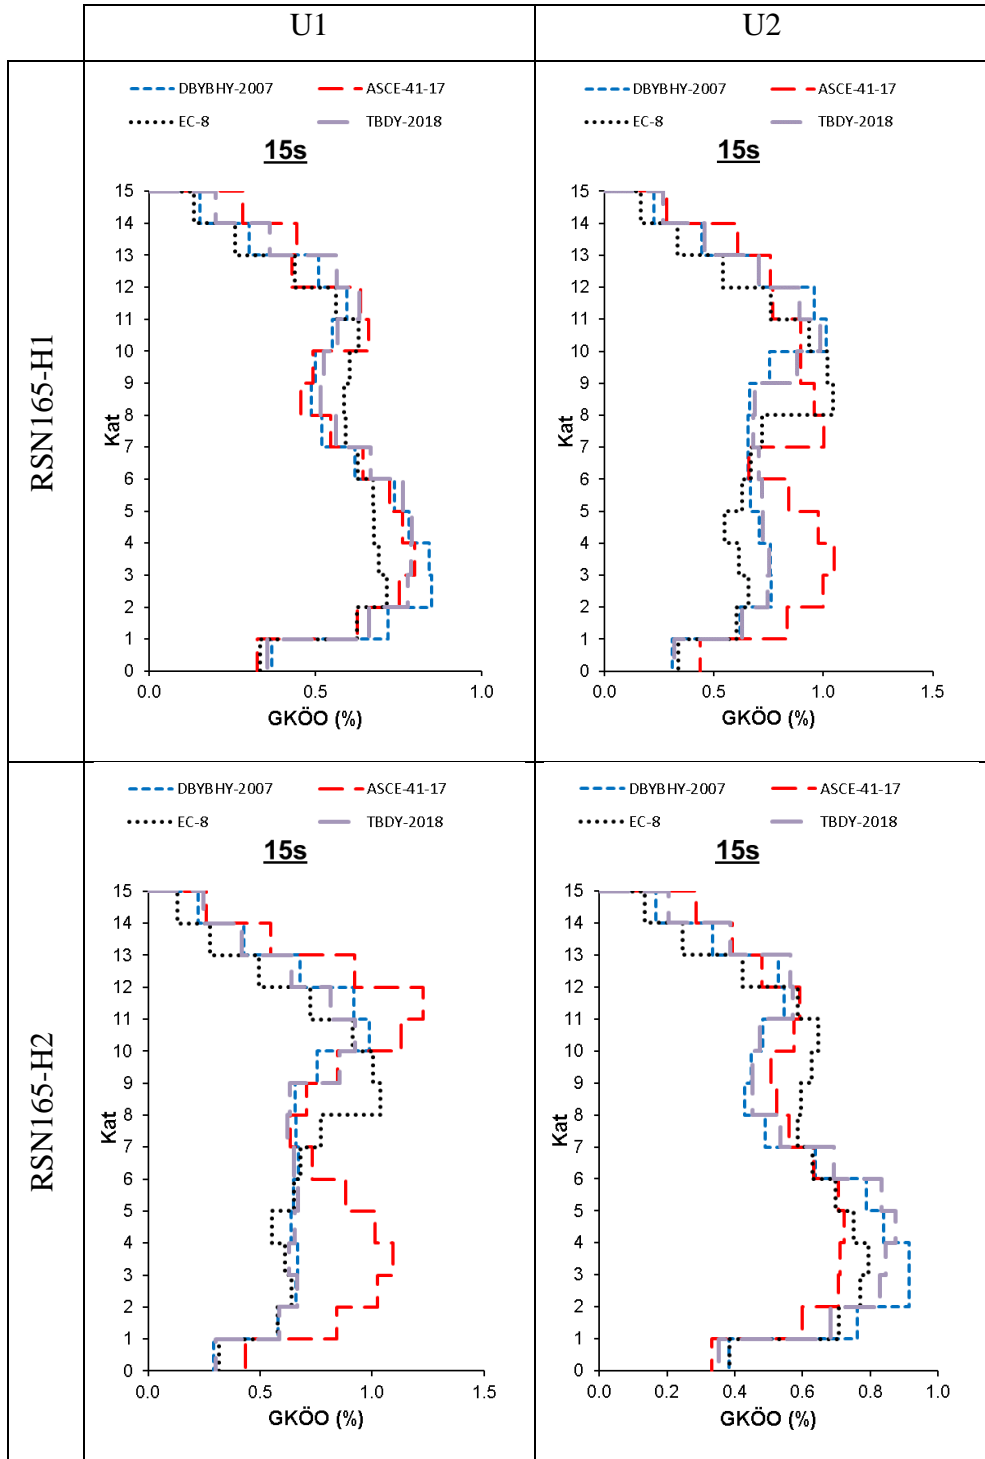 U1
U2
RSN165-H1
DBYBHY-2007
ASCE-41-17
EC-8
TBDY-2018
15s
15
14
13
12
11
10
9
8
7
6
5
4
3
2
1
0
Kat
0.0
0.5
1.0
GKÖO (%)
DBYBHY-2007
ASCE-41-17
EC-8
TBDY-2018
15s
15
14
13
12
11
10
9
8
7
6
5
4
3
2
1
0
Kat
0.0
0.5
1.0
1.5
GKÖO (%)
RSN165-H2
DBYBHY-2007
ASCE-41-17
EC-8
TBDY-2018
15s
15
14
13
12
11
10
9
8
7
6
5
4
3
2
1
0
Kat
0.0
0.5
1.0
1.5
GKÖO (%)
DBYBHY-2007
ASCE-41-17
EC-8
TBDY-2018
15s
15
14
13
12
11
10
9
8
7
6
5
4
3
2
1
0
Kat
0.0
0.2
0.4
0.6
0.8
1.0
GKÖO (%)